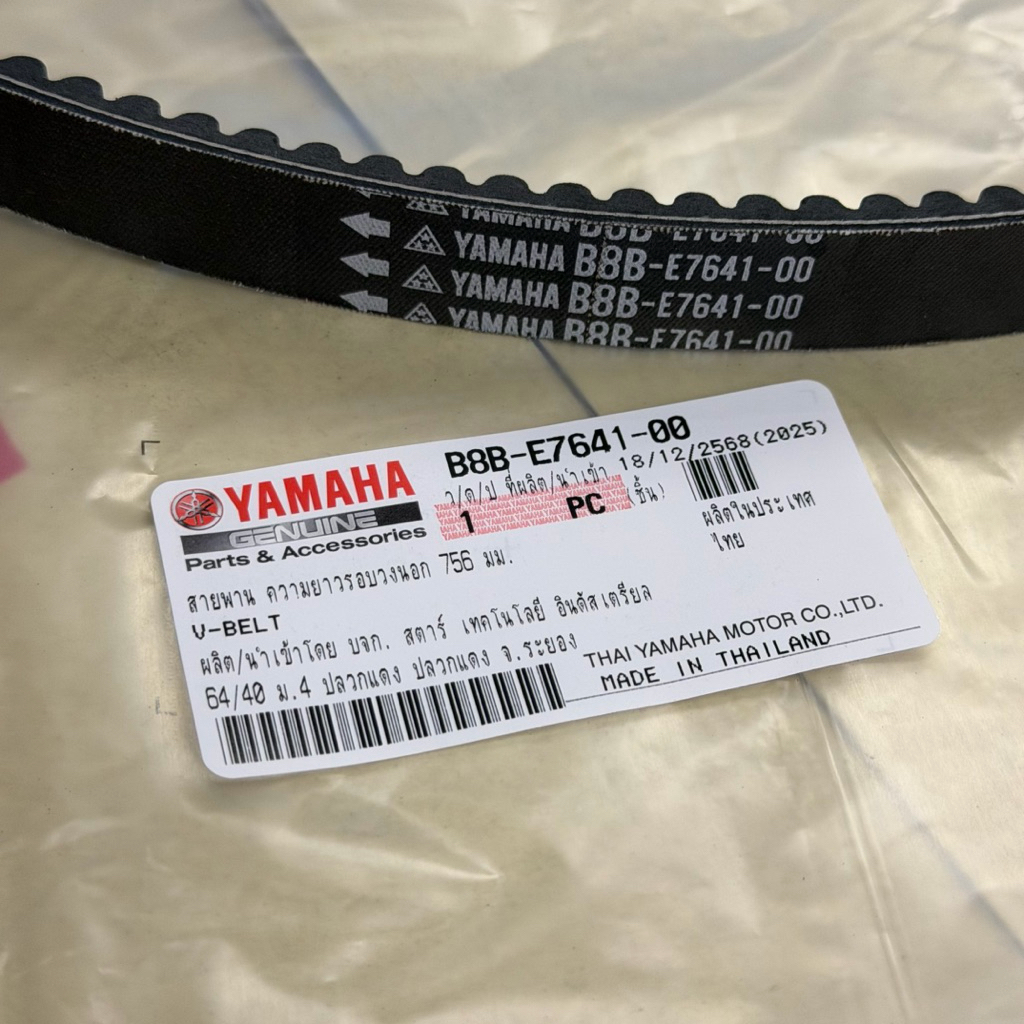 YAMAHA B8B-E7641-00
YAMAHA B8B-E7641-00
YAMAHA B8B-E7641-00
YAMAHA B8B-E7641-00
B8B-E7641-00
YAMAHA
GENUINE
Parts & Accessories
ว/ด/ป ที่ผลิต/นำเข้า 18/12/2568(2025)
1 PC (ชิ้น)
ผลิตในประเทศ
ไทย
สายพาน ความยาวรอบวงนอก 756 มม.
V-BELT
ผลิต/นำเข้าโดย บจก. สตาร์ เทคโนโลยี อินดัสเตรียล
64/40 ม.4 ปลวกแดง ปลวกแดง จ.ระยอง
THAI YAMAHA MOTOR CO.,LTD.
MADE IN THAILAND